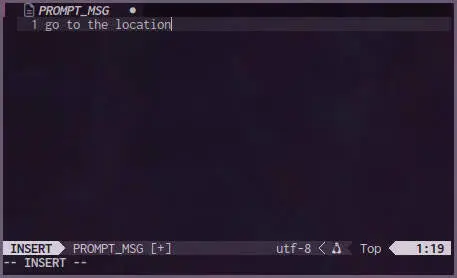 PROMPT_MSG ●
1 go to the location
INSERT PROMPT_MSG [+] utf-8 < Top 1:19
-- INSERT --